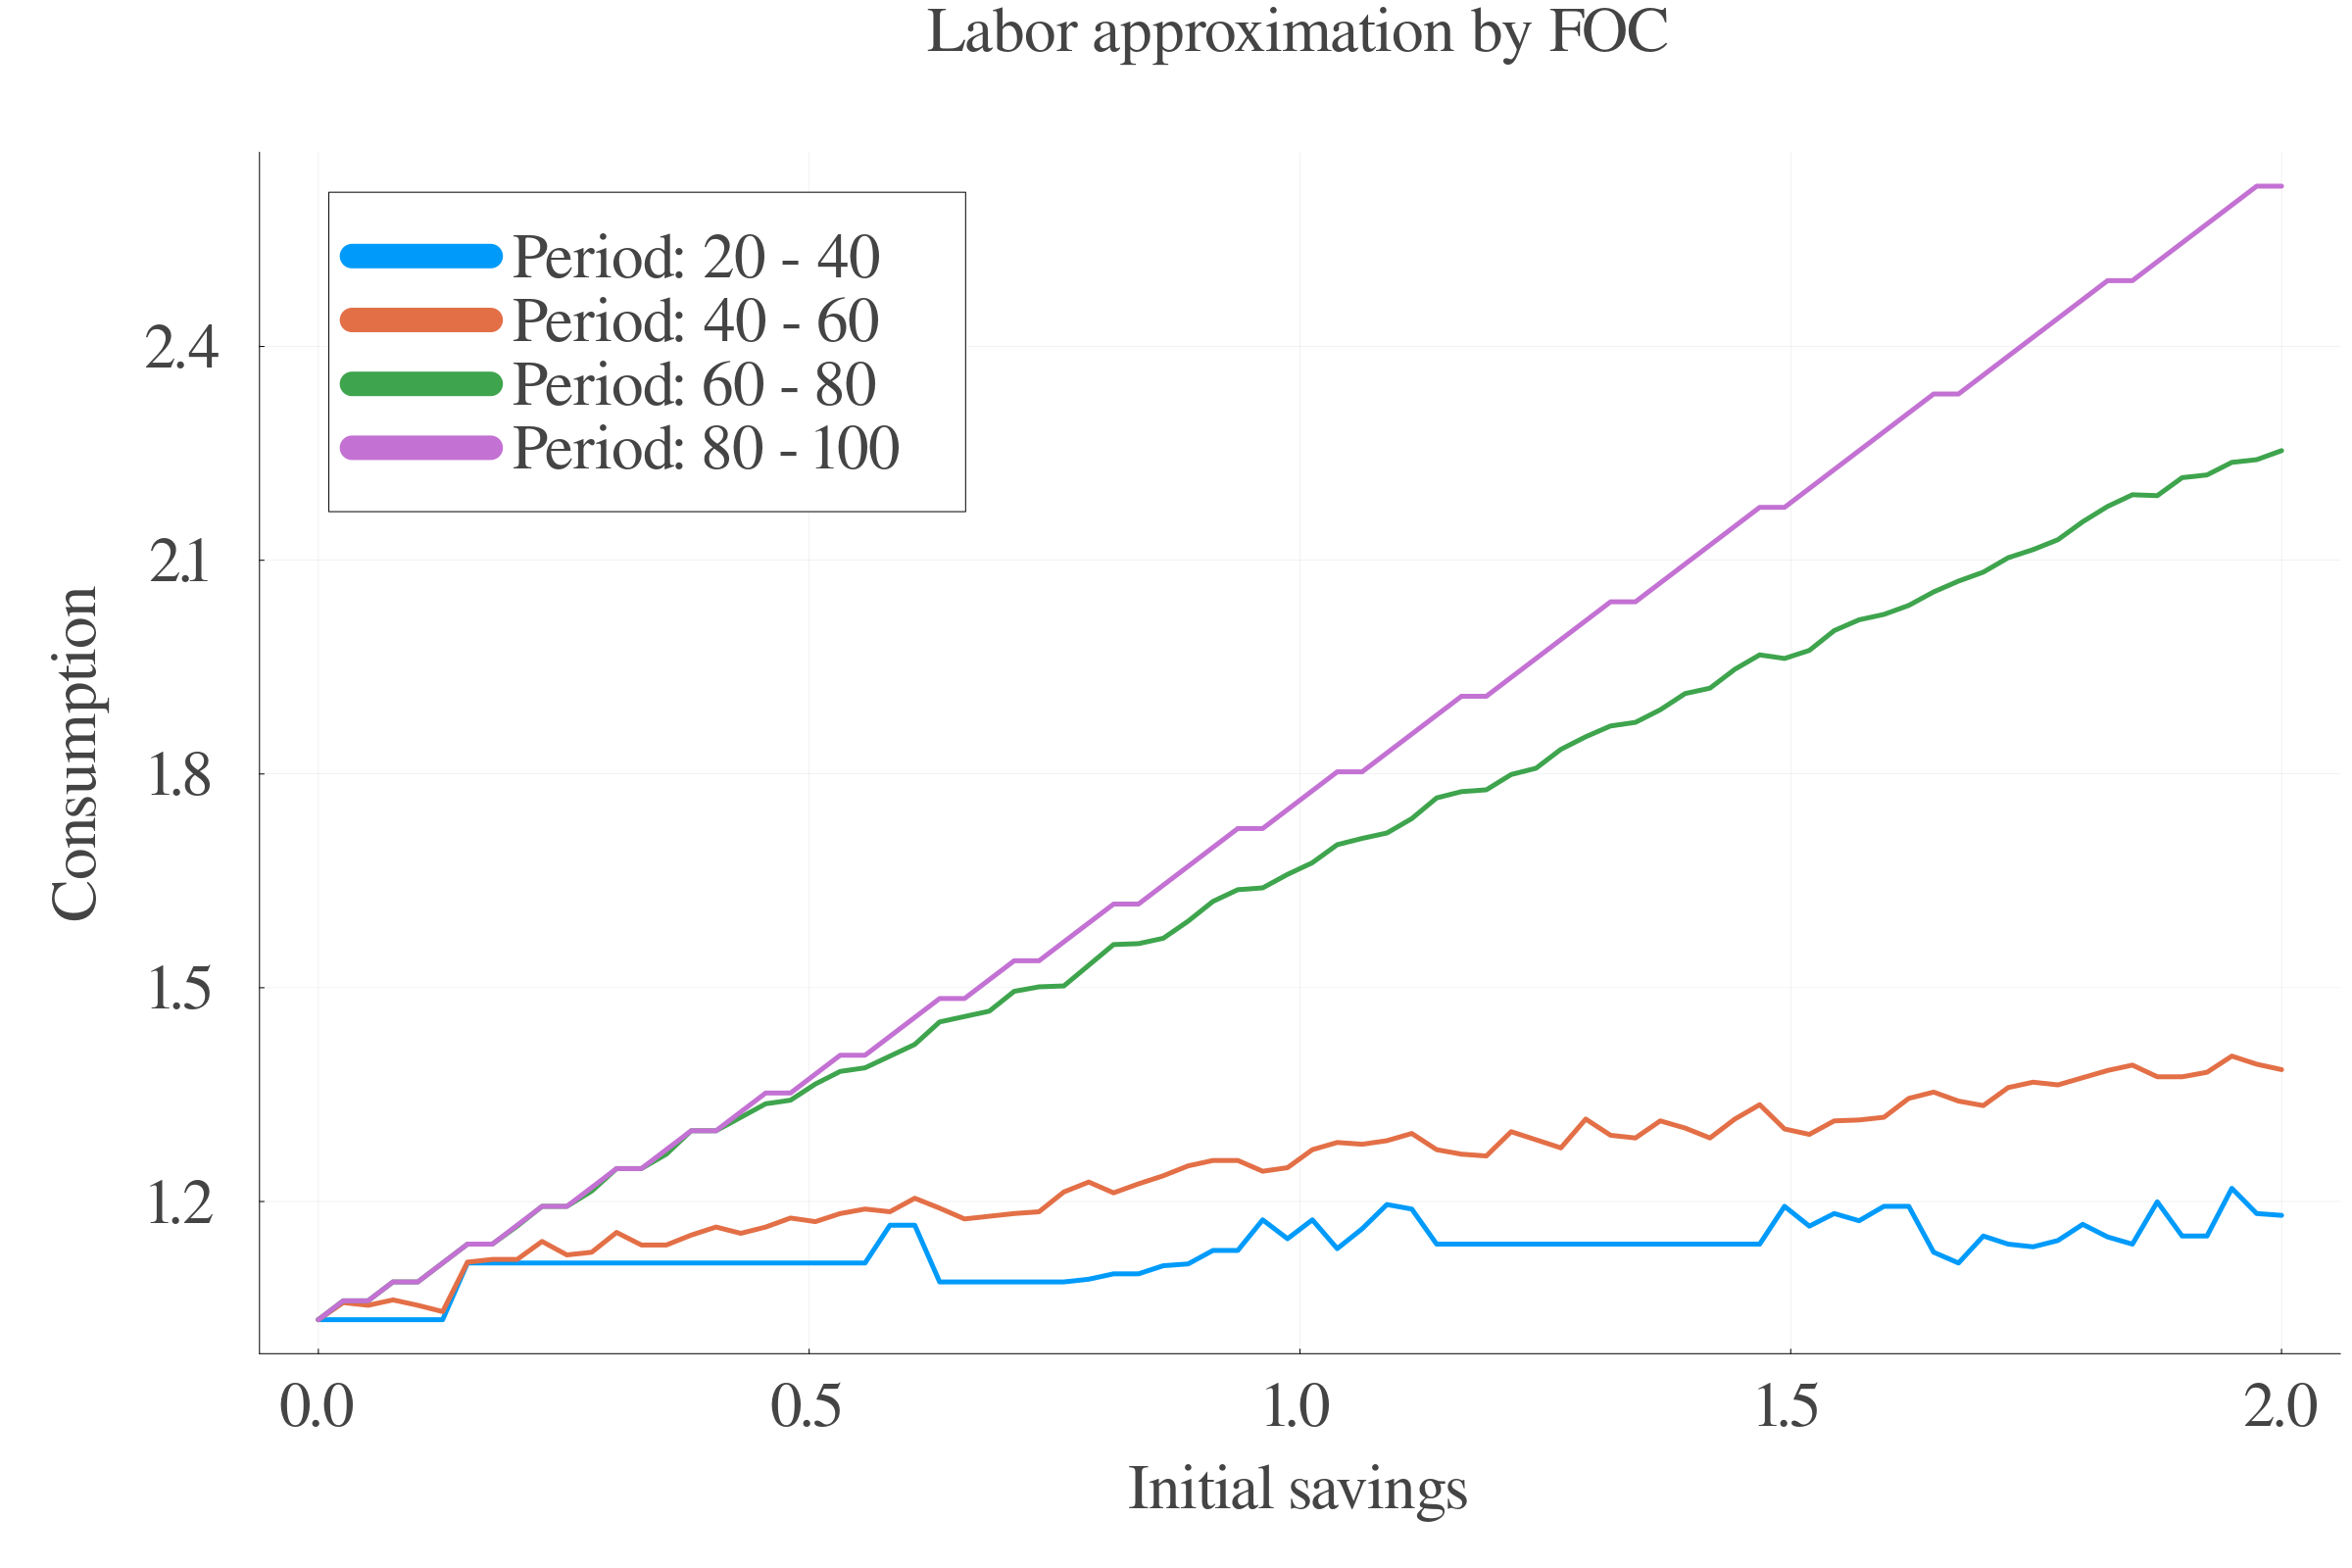 Labor approximation by FOC
Period: 20 - 40
Period: 40 - 60
Period: 60 - 80
Period: 80 - 100
Consumption
2.4
2.1
1.8
1.5
1.2
0.0 0.5 1.0 1.5 2.0
Initial savings